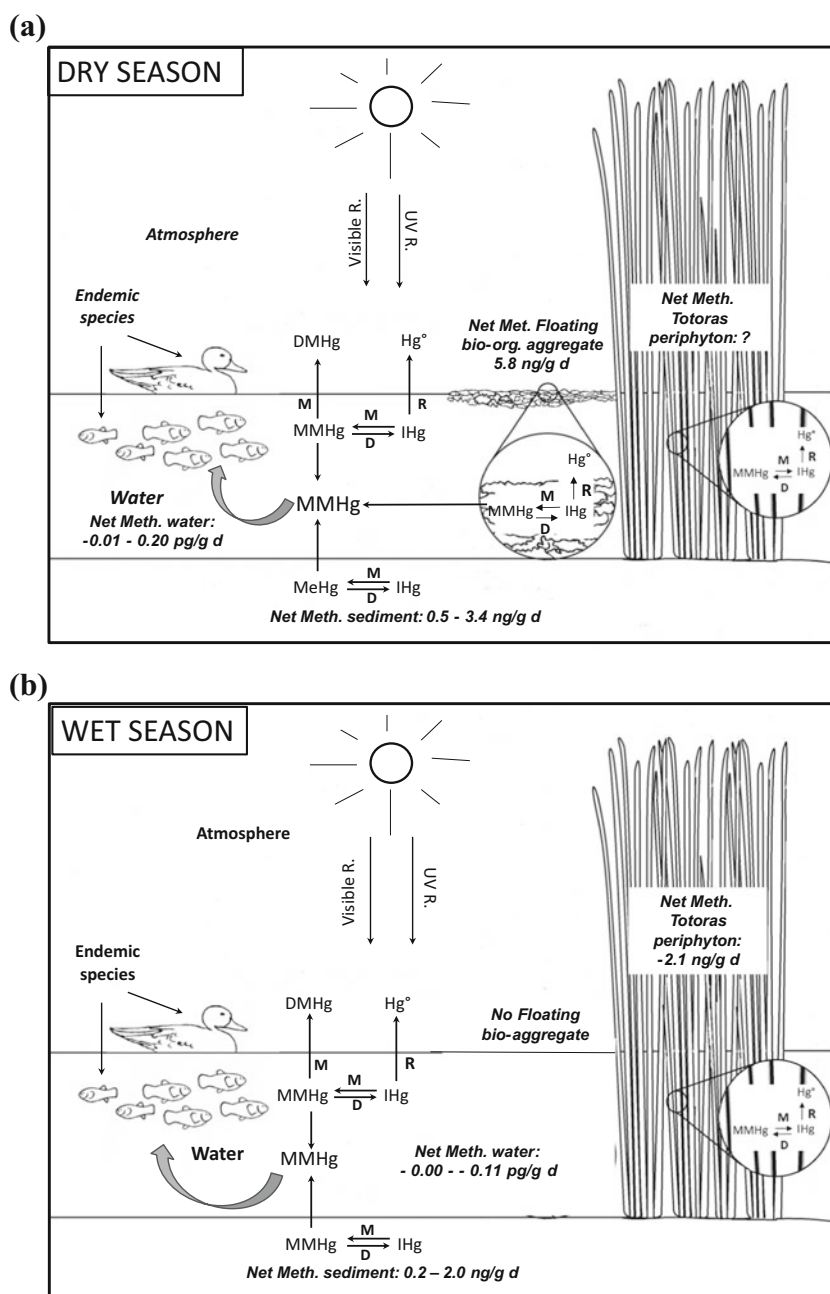 (a)
DRY SEASON
Visible R.
UV R.
Atmosphere
Endemic
species
DMHg
Hg°
Net Met. Floating
bio-org. aggregate
5.8 ng/g d
Net Meth.
Totoras
periphyton: ?
M
R
MMHg
M
D
IHg
Water
Net Meth. water:
-0.01 - 0.20 pg/g d
MMHg
Hg°
R
MMHg
M
D
IHg
Hg°
R
MMHg
M
D
IHg
MeHg
M
D
IHg
Net Meth. sediment: 0.5 - 3.4 ng/g d
(b)
WET SEASON
Visible R.
UV R.
Atmosphere
Endemic
species
DMHg
Hg°
No Floating
bio-aggregate
Net Meth.
Totoras
periphyton:
-2.1 ng/g d
M
R
MMHg
M
D
IHg
Water
MMHg
Net Meth. water:
- 0.00 - - 0.11 pg/g d
Hg°
R
MMHg
M
D
IHg
MMHg
M
D
IHg
Net Meth. sediment: 0.2 – 2.0 ng/g d